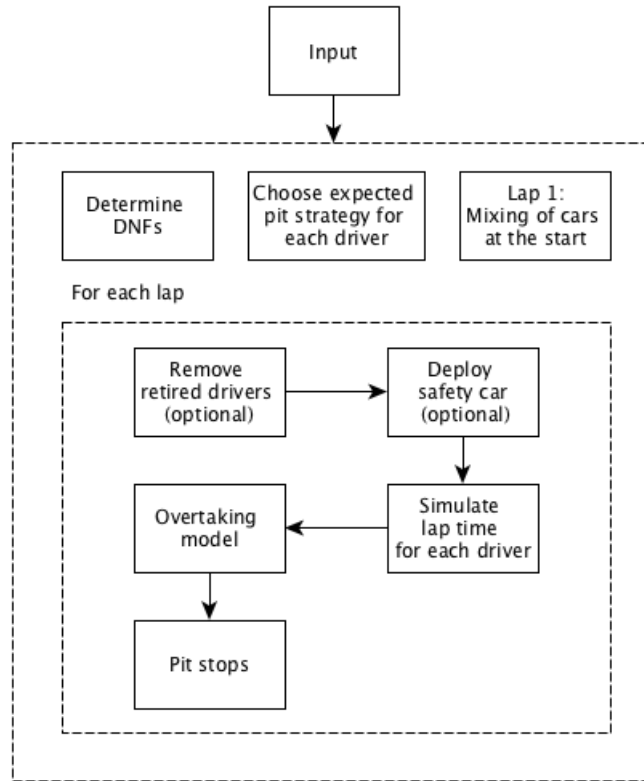 Input
Determine
DNFs
Choose expected
pit strategy for
each driver
Lap 1:
Mixing of cars
at the start
For each lap
Remove
retired drivers
(optional)
Deploy
safety car
(optional)
Overtaking
model
Simulate
lap time
for each driver
Pit stops